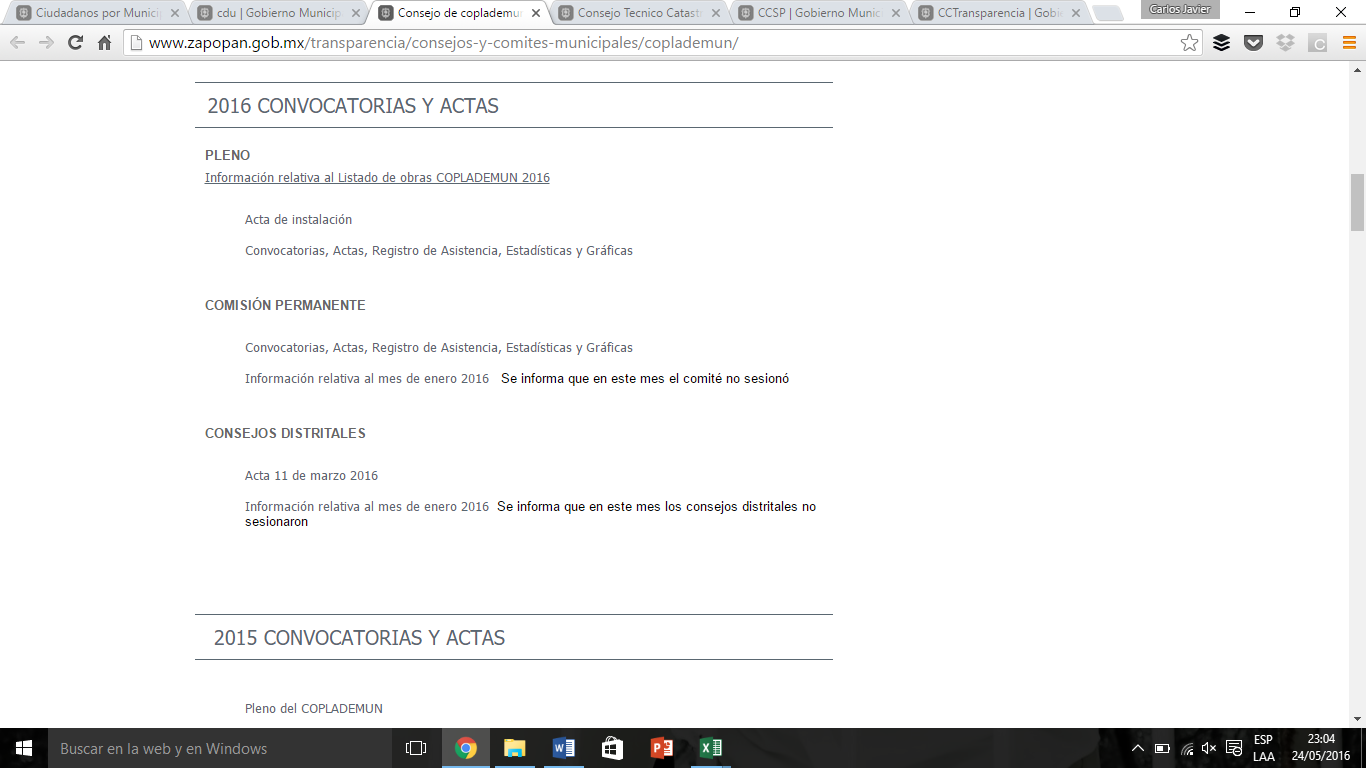 Ciudadanos por Munici
cdu | Gobierno Municip
Consejo de coplademun
Consejo Tecnico Catast
CCSP | Gobierno Munic
CCTransparencia | Gobi
Carlos Javier
www.zapopan.gob.mx/transparencia/consejos-y-comites-municipales/coplademun/
2016 CONVOCATORIAS Y ACTAS
PLENO
Información relativa al Listado de obras COPLADEMUN 2016
Acta de instalación
Convocatorias, Actas, Registro de Asistencia, Estadísticas y Gráficas
COMISIÓN PERMANENTE
Convocatorias, Actas, Registro de Asistencia, Estadísticas y Gráficas
Información relativa al mes de enero 2016 Se informa que en este mes el comité no sesionó
CONSEJOS DISTRITALES
Acta 11 de marzo 2016
Información relativa al mes de enero 2016 Se informa que en este mes los consejos distritales no
sesionaron
2015 CONVOCATORIAS Y ACTAS
Pleno del COPLADEMUN
Buscar en la web y en Windows
ESP
LAA
23:04
24/05/2016